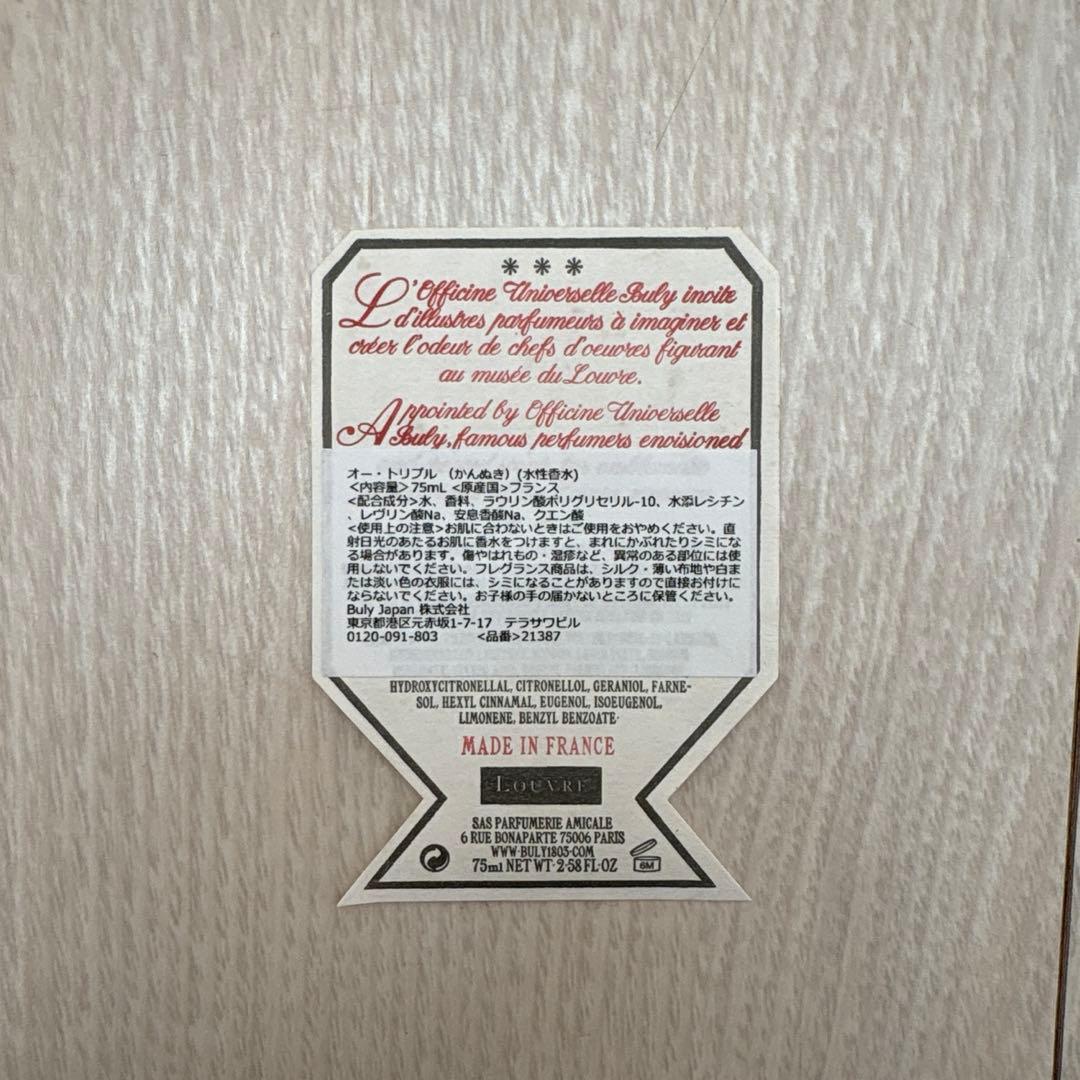 ***
L'Officine Universelle Buly invite
d'illustres parfumeurs à imaginer et
créer l'odeur de chefs d'oeuvres figurant
au musée du Louvre.
Appointed by Officine Universelle
Buly, famous perfumers envisioned
オー・トリプル (かんぬき) (水性香水)
<内容量>75mL <原産国>フランス
<配合成分>水、香料、ラウリン酸ポリグリセリル-10、水添レシチン
、レヴリン酸Na、安息香酸Na、クエン酸
<使用上の注意>お肌に合わないときはご使用をおやめください。直
射日光のあたるお肌に香水をつけますと、まれにかぶれたりシミにな
る場合があります。傷やはれもの・湿疹など、異常のある部位には使
用しないでください。フレグランス商品は、シルク・薄い布地や白ま
たは淡い色の衣服には、シミになることがありますので直接お付けに
ならないでください。お子様の手の届かないところに保管ください。
Buly Japan 株式会社
東京都港区元赤坂1-7-17 テラサワビル
0120-091-803 <品番>21387
HYDROXYCITRONELLAL, CITRONELLOL, GERANIOL, FARNE-
SOL, HEXYL CINNAMAL, EUGENOL, ISOEUGENOL,
LIMONENE, BENZYL BENZOATE·
MADE IN FRANCE
LOUVRE
SAS PARFUMERIE AMICALE
6 RUE BONAPARTE 75006 PARIS
WWW·BULY1803·COM
75ml NET WT· 2·58 FL·OZ
6M